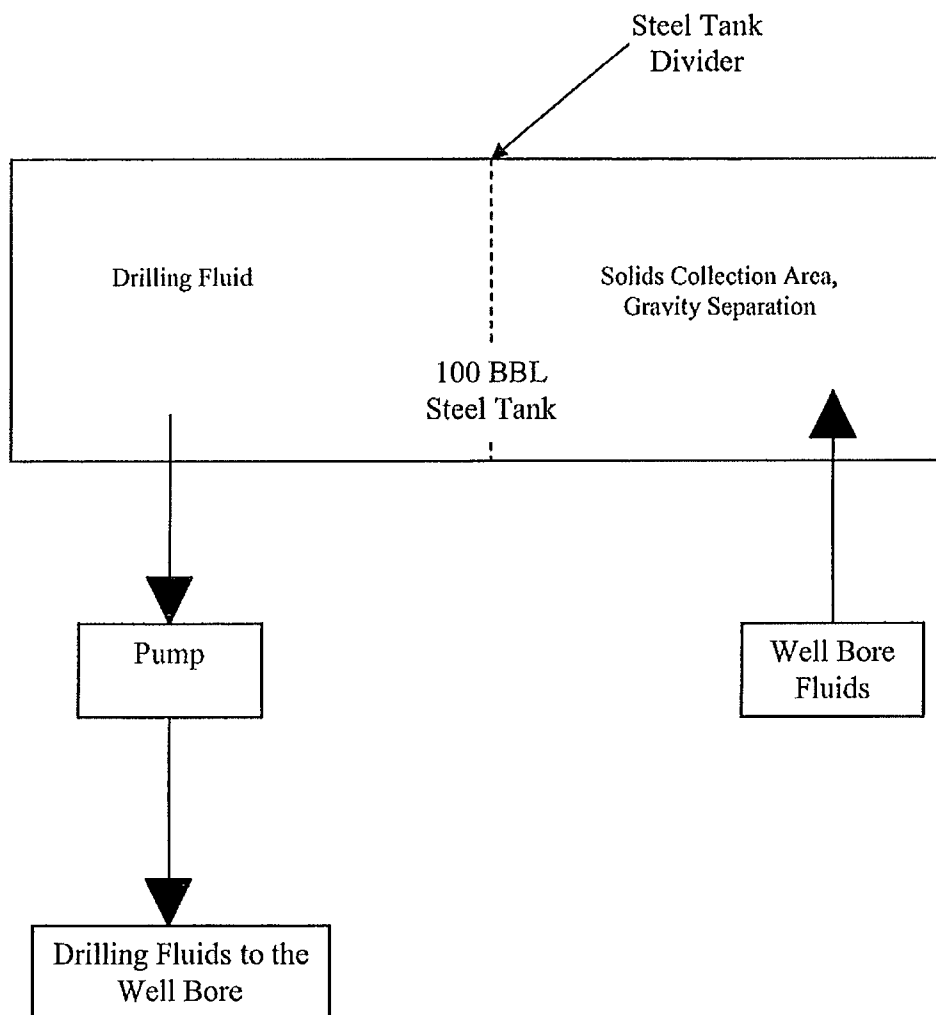 Steel Tank
Divider
Drilling Fluid
Solids Collection Area,
Gravity Separation
100 BBL
Steel Tank
Pump
Well Bore
Fluids
Drilling Fluids to the
Well Bore